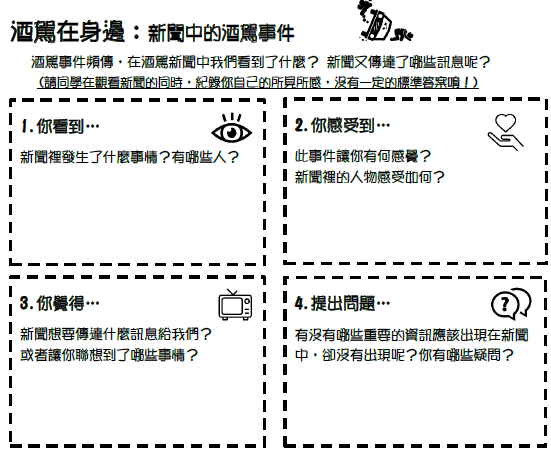 酒駕在身邊：新聞中的酒駕事件
酒駕事件頻傳，在酒駕新聞中我們看到了什麼？ 新聞又傳達了哪些訊息呢？
（請同學在觀看新聞的同時，紀錄你自己的所見所感，沒有一定的標準答案唷！）
1.你看到…
新聞裡發生了什麼事情？有哪些人？
2.你感受到…
此事件讓你有何感覺？
新聞裡的人物感受如何？
3.你覺得…
新聞想要傳達什麼訊息給我們？
或者讓你聯想到了哪些事情？
4.提出問題…
有沒有哪些重要的資訊應該出現在新聞
中，卻沒有出現呢？你有哪些疑問？